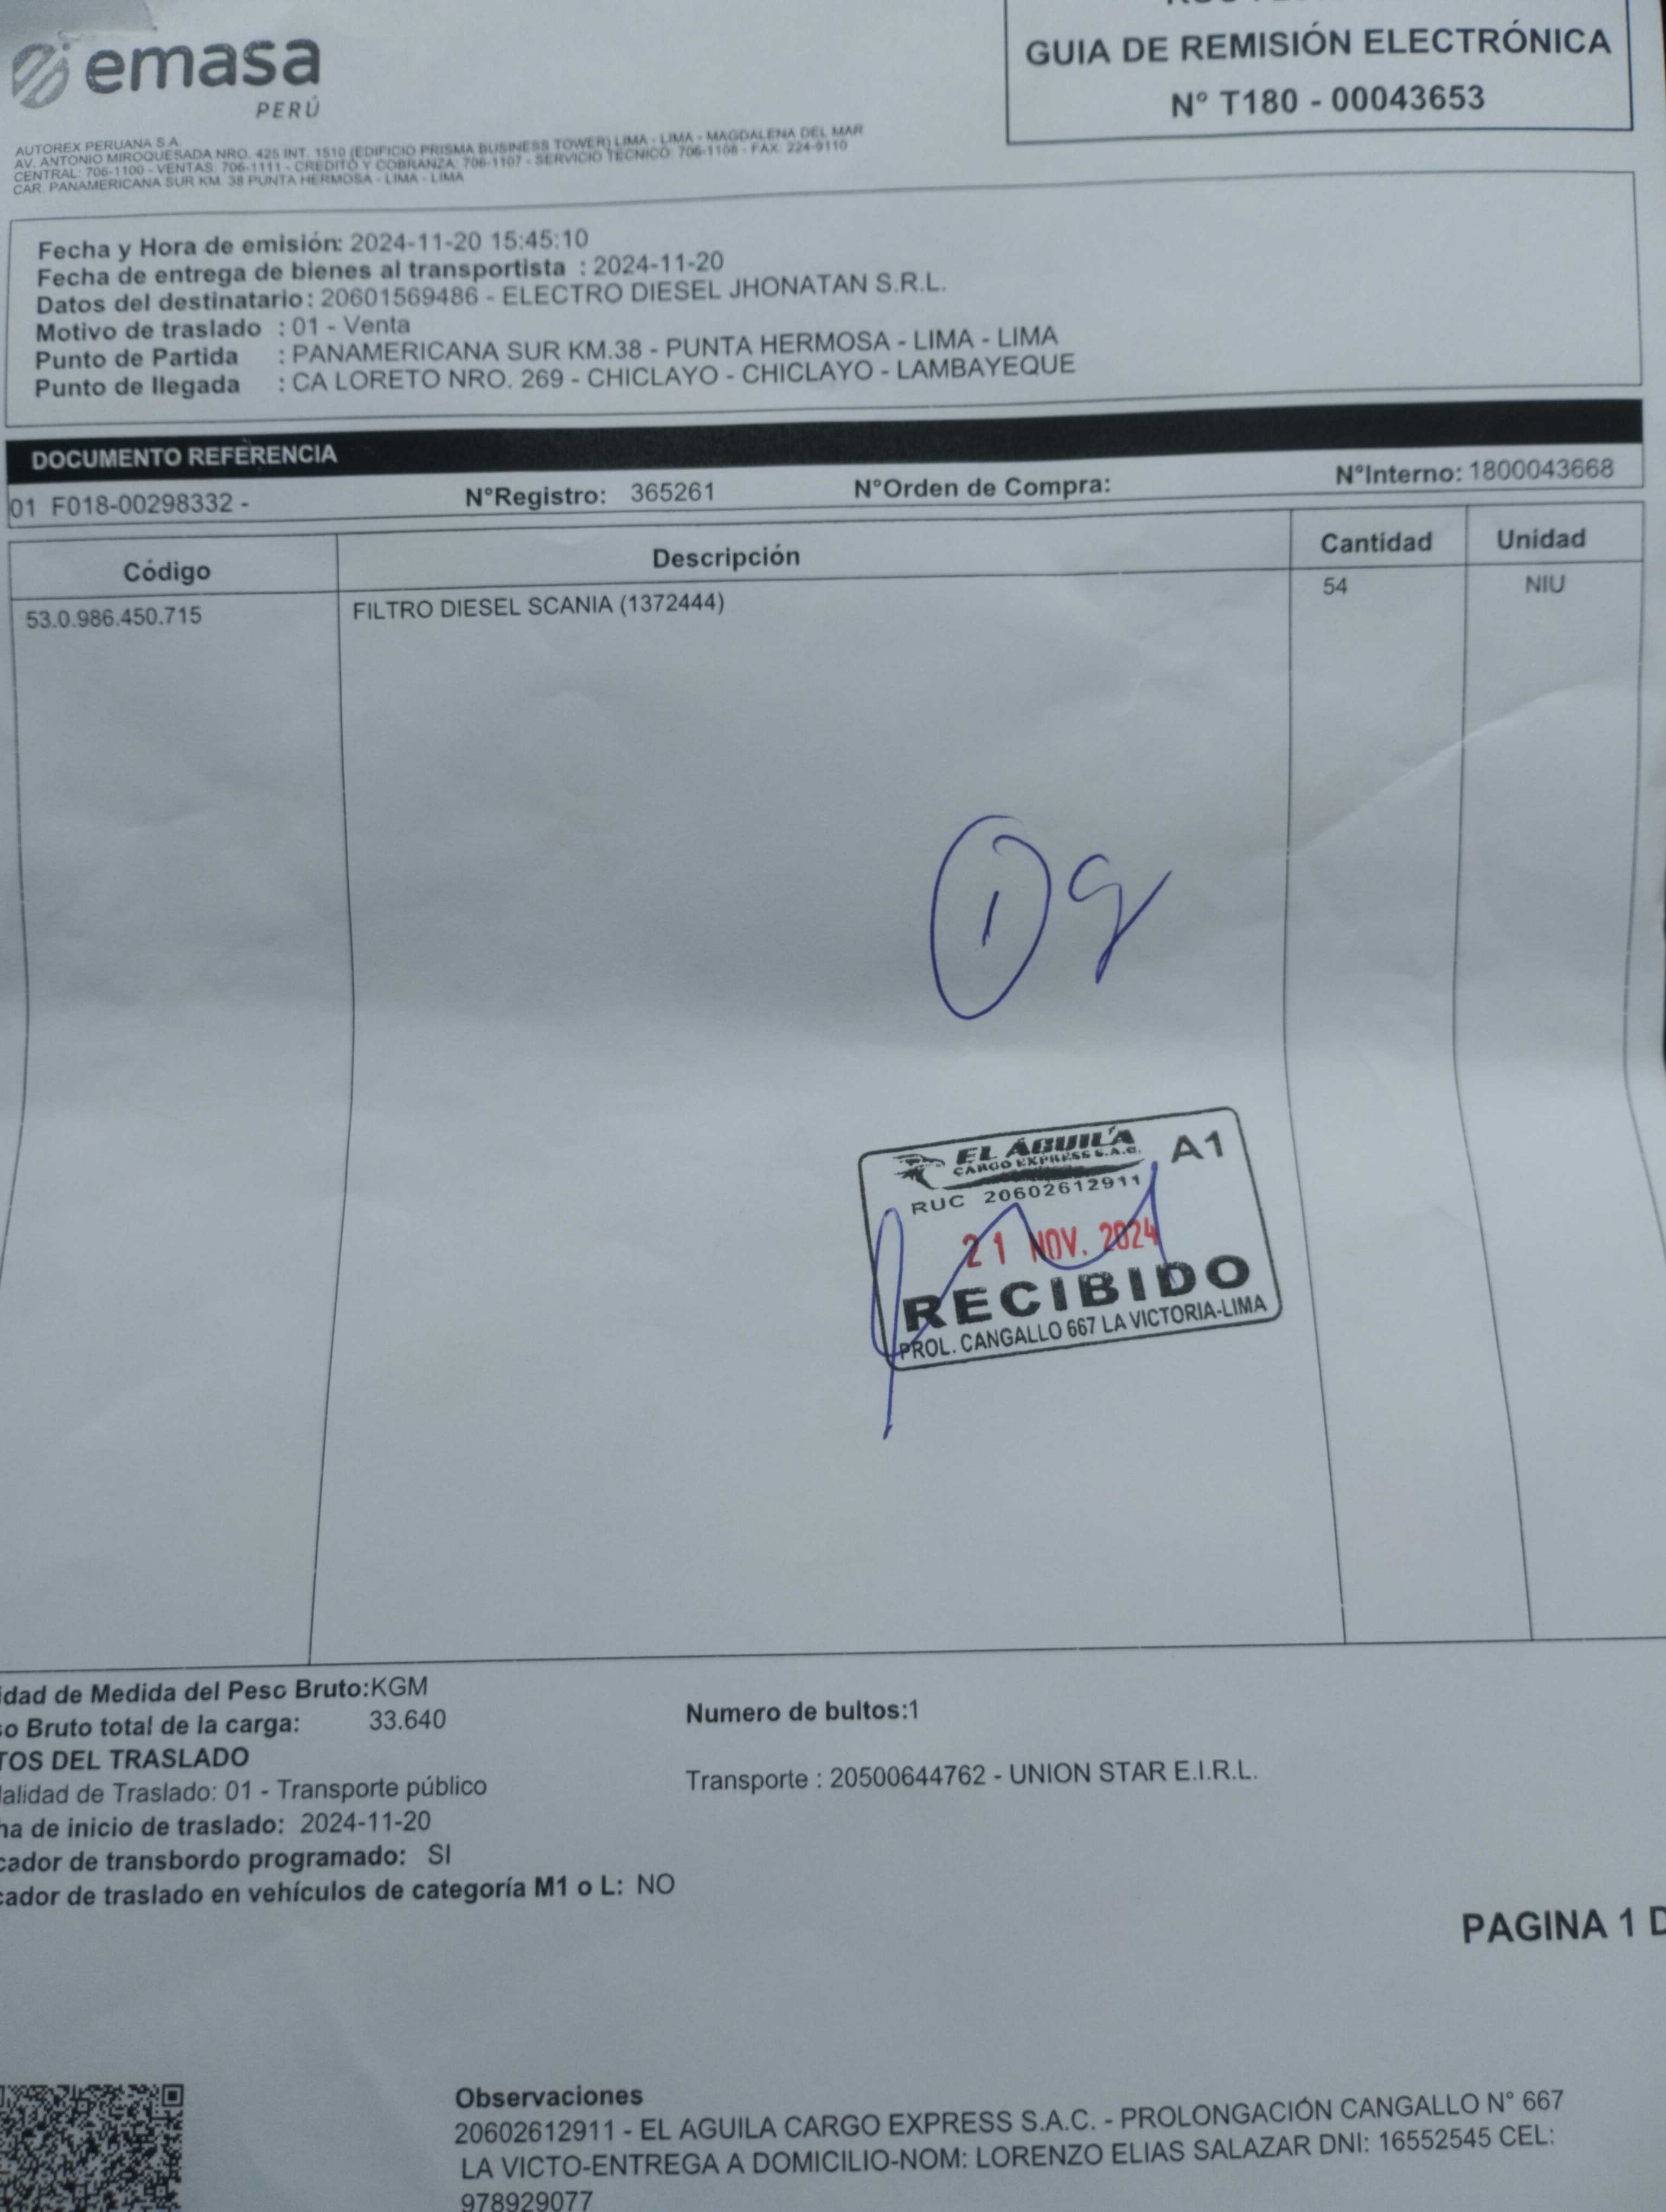 emasa
PERÚ
GUIA DE REMISIÓN ELECTRÓNICA
N° T180 - 00043653
AUTOREX PERUANA S.A.
AV. ANTONIO MIROQUESADA NRO. 425 INT. 1510 (EDIFICIO PRISMA BUSINESS TOWER) LIMA - LIMA - MAGDALENA DEL MAR
CENTRAL: 706-1100 - VENTAS: 706-1111 - CREDITO Y COBRANZA: 706-1107 - SERVICIO TECNICO: 706-1108 - FAX: 224-9110
CAR. PANAMERICANA SUR KM. 38 PUNTA HERMOSA - LIMA - LIMA
Fecha y Hora de emisión: 2024-11-20 15:45:10
Fecha de entrega de bienes al transportista : 2024-11-20
Datos del destinatario: 20601569486 - ELECTRO DIESEL JHONATAN S.R.L.
Motivo de traslado : 01 - Venta
Punto de Partida : PANAMERICANA SUR KM.38 - PUNTA HERMOSA - LIMA - LIMA
Punto de llegada : CA LORETO NRO. 269 - CHICLAYO - CHICLAYO - LAMBAYEQUE
DOCUMENTO REFERENCIA
01 F018-00298332 - N°Registro: 365261 N°Orden de Compra: N°Interno: 1800043668
Código Descripción Cantidad Unidad
53.0.986.450.715 FILTRO DIESEL SCANIA (1372444) 54 NIU
1
EL ÁGUILA A1
CARGO EXPRESS S.A.C.
RUC 20602612911
21 NOV. 2024
RECIBIDO
PROL. CANGALLO 667 LA VICTORIA-LIMA
idad de Medida del Peso Bruto:KGM
so Bruto total de la carga: 33.640 Numero de bultos:1
TOS DEL TRASLADO
dalidad de Traslado: 01 - Transporte público Transporte : 20500644762 - UNION STAR E.I.R.L.
ha de inicio de traslado: 2024-11-20
cador de transbordo programado: SI
cador de traslado en vehículos de categoría M1 o L: NO
PAGINA 1 D
Observaciones
20602612911 - EL AGUILA CARGO EXPRESS S.A.C. - PROLONGACIÓN CANGALLO N° 667
LA VICTO-ENTREGA A DOMICILIO-NOM: LORENZO ELIAS SALAZAR DNI: 16552545 CEL:
978929077